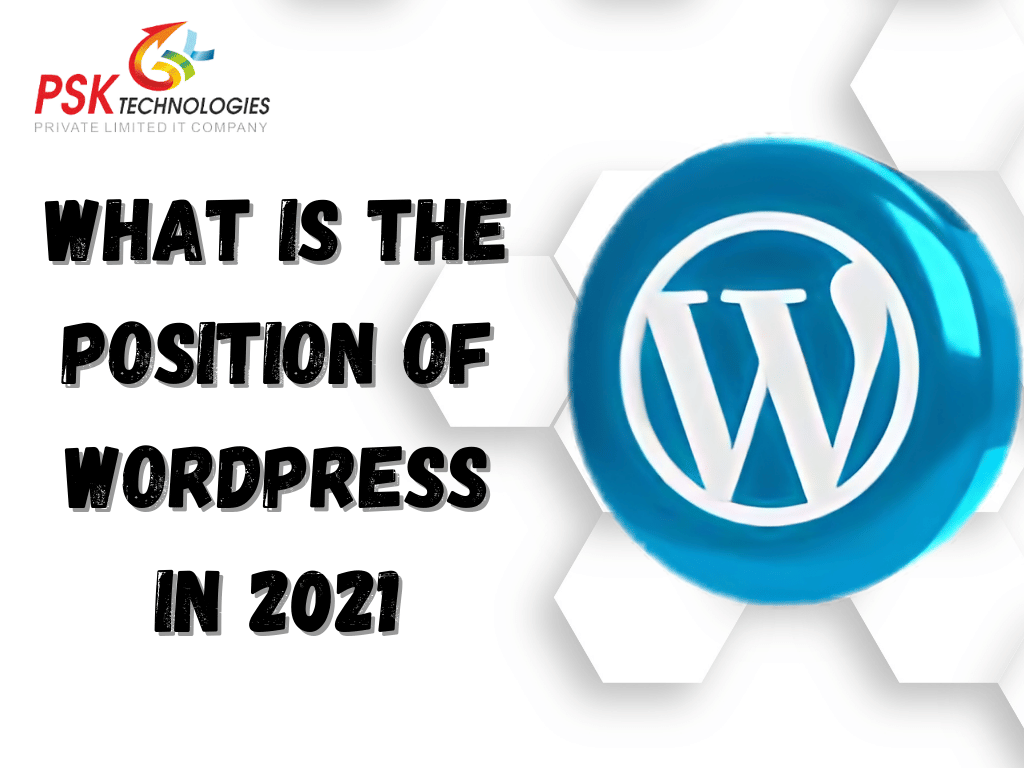 PSK TECHNOLOGIES
PRIVATE LIMITED IT COMPANY
WHAT IS THE
POSITION OF
WORDPRESS
IN 2021
W